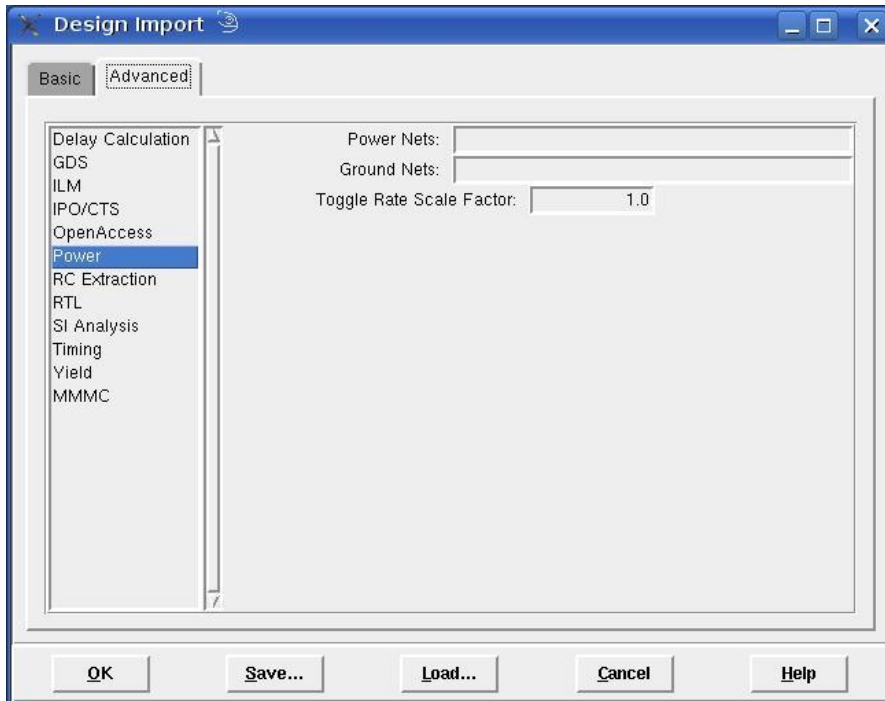 Design Import
Basic
Advanced
Delay Calculation
GDS
ILM
IPO/CTS
OpenAccess
Power
RC Extraction
RTL
SI Analysis
Timing
Yield
MMMC
Power Nets:
Ground Nets:
Toggle Rate Scale Factor: 1.0
OK Save... Load... Cancel Help